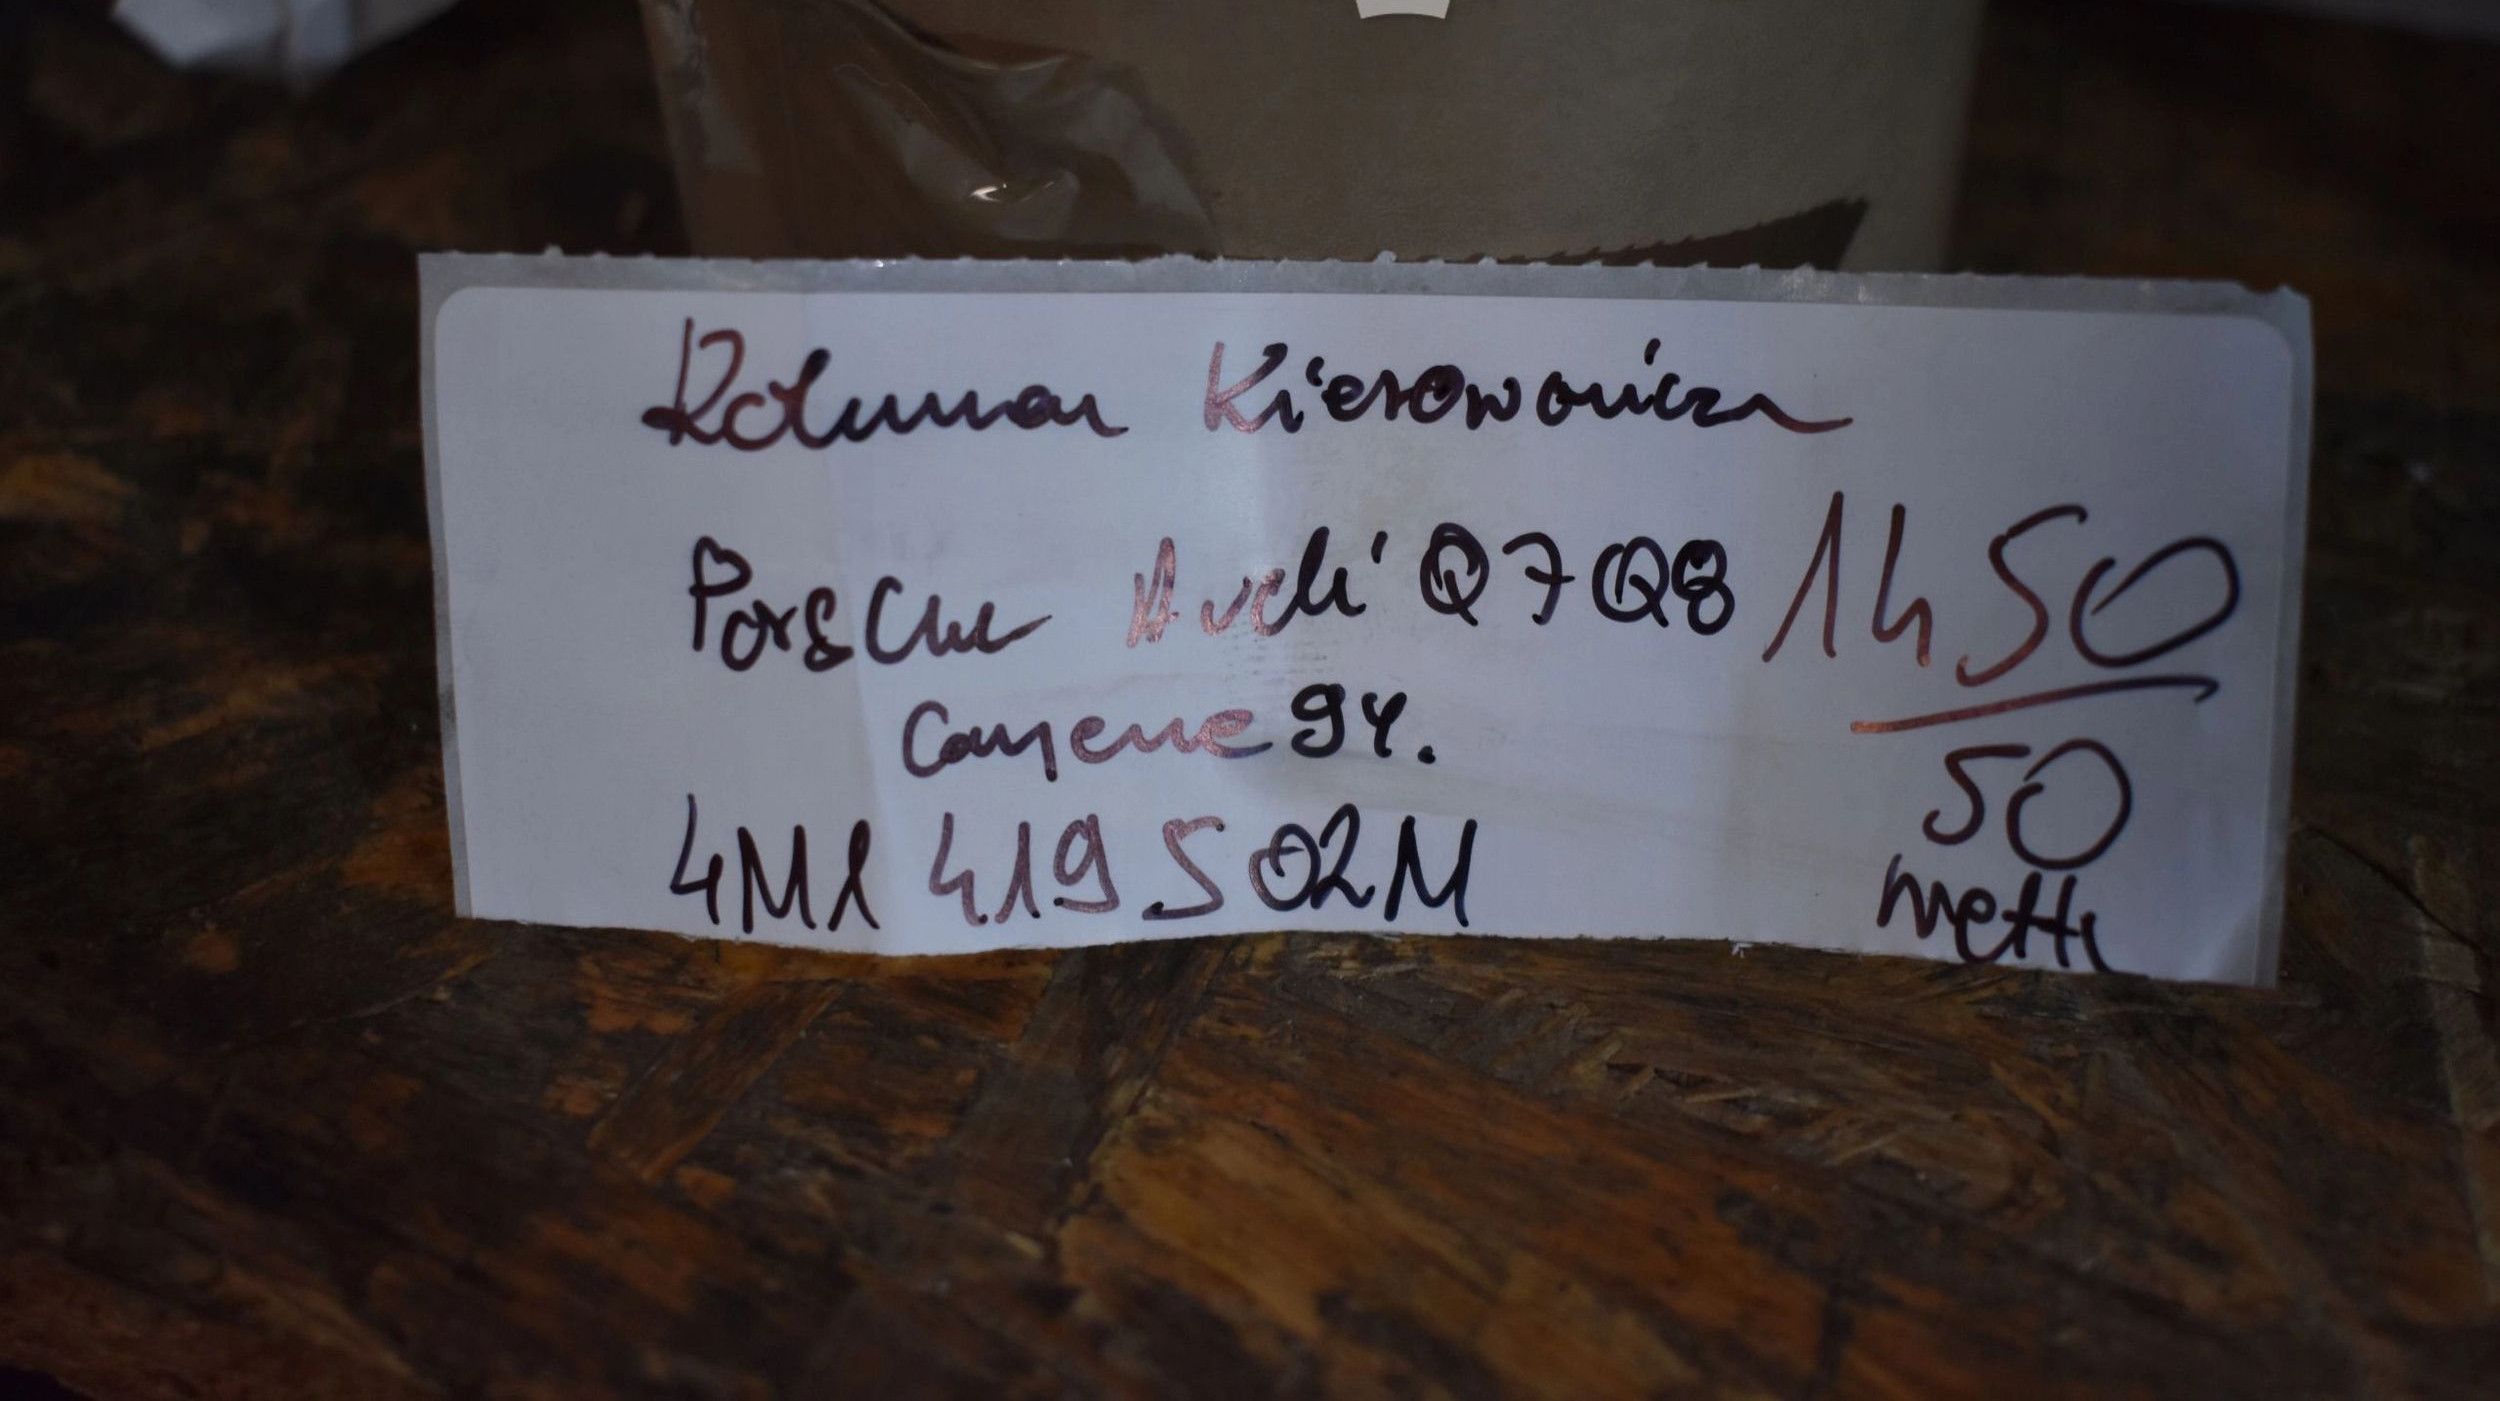 Kolumna Kierownicza
Porsche Audi Q7 Q8 1450
Cayenne 9Y.
50
4M1 419 502M
netto